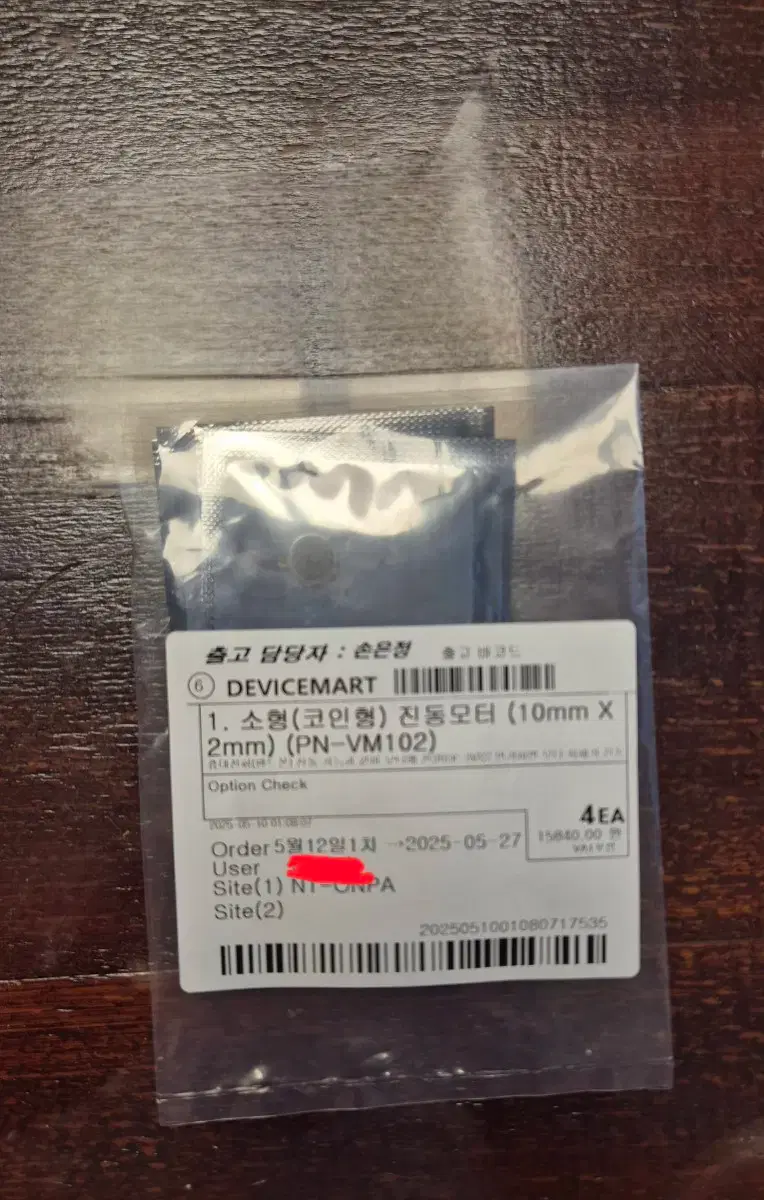 출고 담당자 : 손은정 출고 바코드
6 DEVICEMART
1. 소형(코인형) 진동모터 (10mm X
2mm) (PN-VM102)
Option Check
2025-05-10 01:08:07
4EA
15840.00 원
Order 5월12일1차 →2025-05-27
User
Site(1) NT-ONPA
Site(2)
2025051001080717535